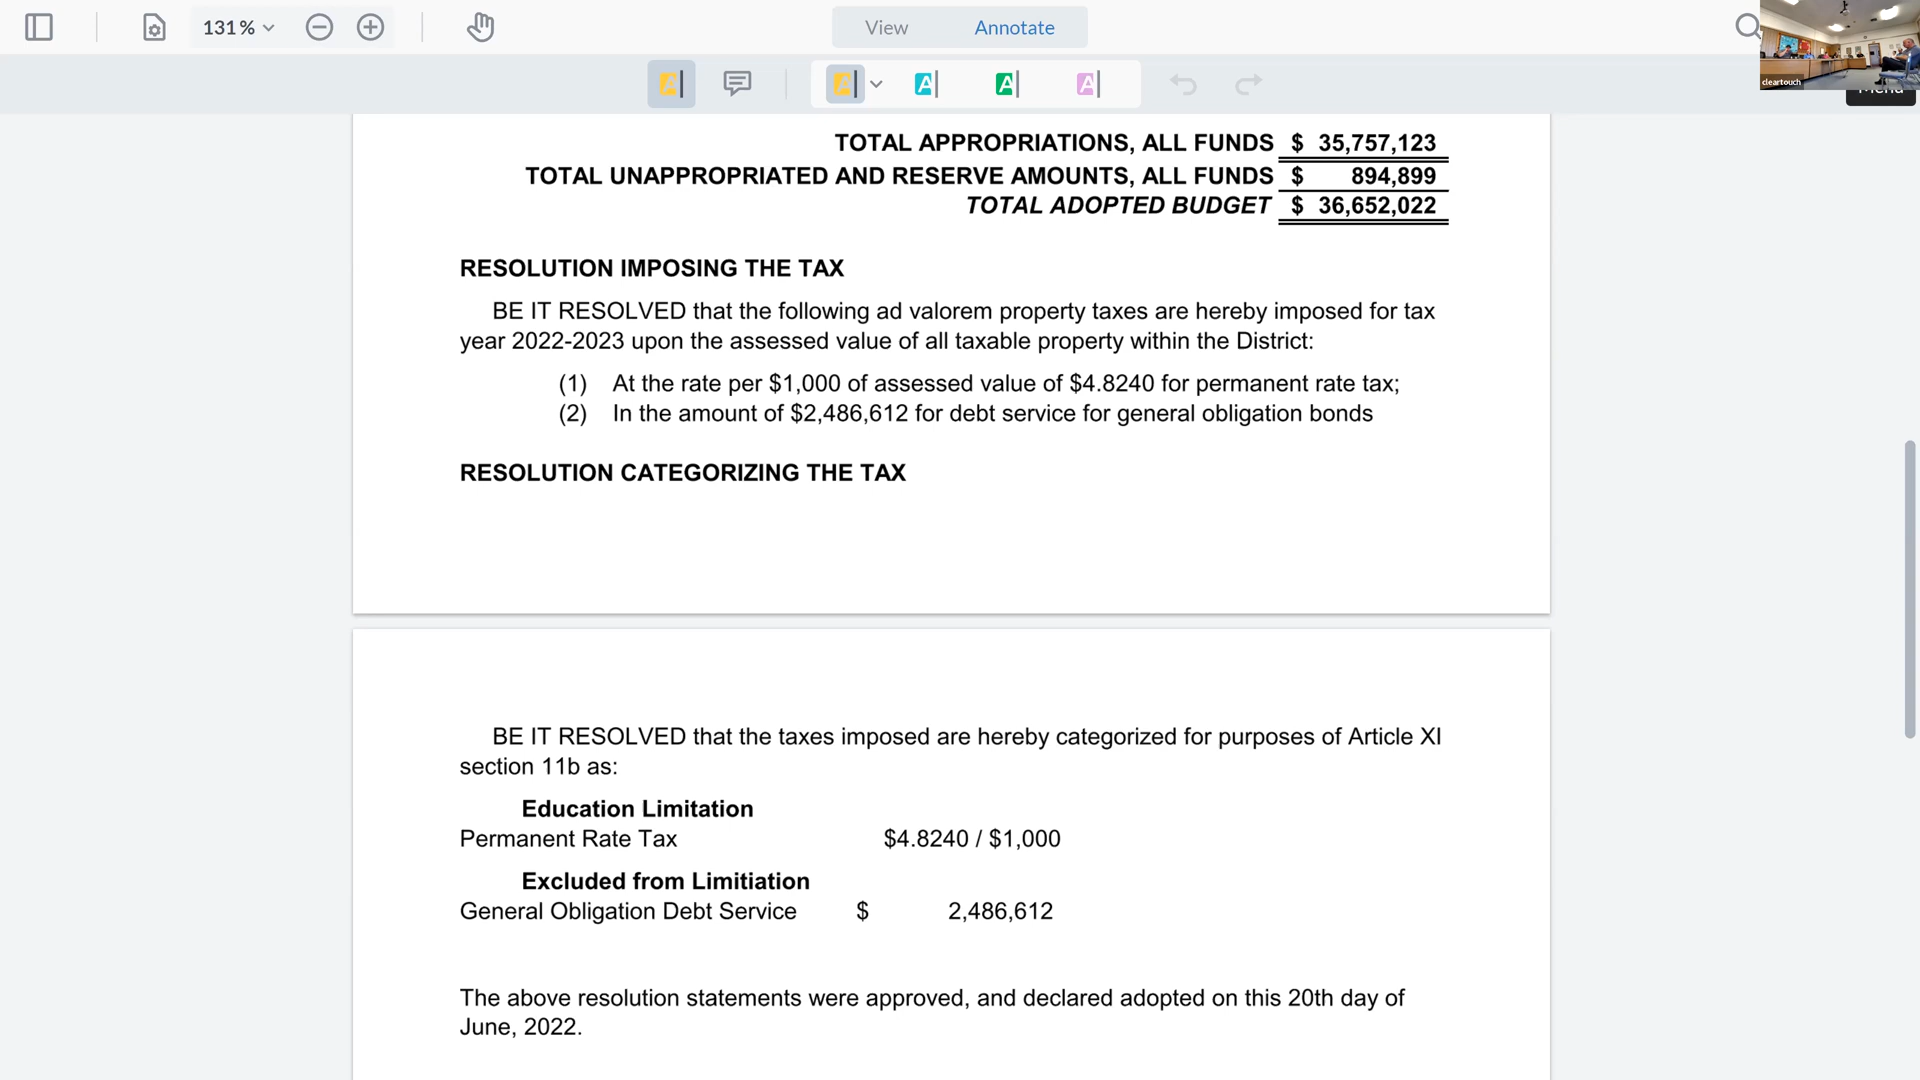 131%
View
Annotate
cleartouch
Menu
TOTAL APPROPRIATIONS, ALL FUNDS $ 35,757,123
TOTAL UNAPPROPRIATED AND RESERVE AMOUNTS, ALL FUNDS $ 894,899
TOTAL ADOPTED BUDGET $ 36,652,022
RESOLUTION IMPOSING THE TAX
BE IT RESOLVED that the following ad valorem property taxes are hereby imposed for tax
year 2022-2023 upon the assessed value of all taxable property within the District:
(1) At the rate per $1,000 of assessed value of $4.8240 for permanent rate tax;
(2) In the amount of $2,486,612 for debt service for general obligation bonds
RESOLUTION CATEGORIZING THE TAX
BE IT RESOLVED that the taxes imposed are hereby categorized for purposes of Article XI
section 11b as:
Education Limitation
Permanent Rate Tax $4.8240 / $1,000
Excluded from Limitiation
General Obligation Debt Service $ 2,486,612
The above resolution statements were approved, and declared adopted on this 20th day of
June, 2022.